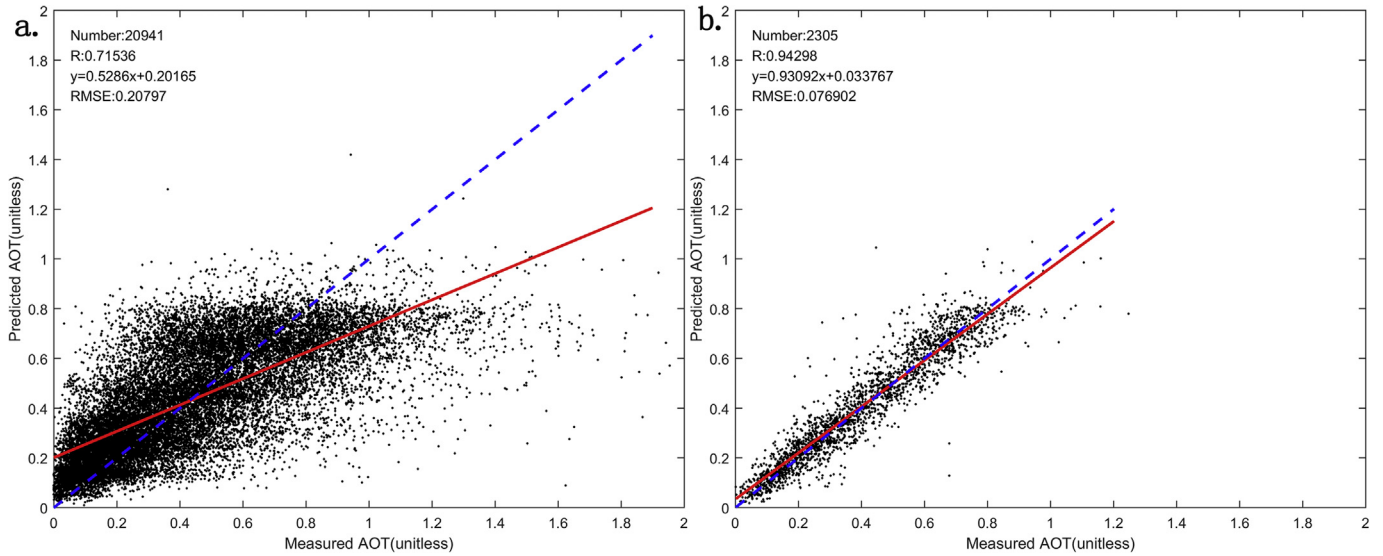 a.
Number:20941
R:0.71536
y=0.5286x+0.20165
RMSE:0.20797
2
1.8
1.6
1.4
1.2
1
0.8
0.6
0.4
0.2
0
Predicted AOT(unitless)
0 0.2 0.4 0.6 0.8 1 1.2 1.4 1.6 1.8 2
Measured AOT(unitless)
b.
Number:2305
R:0.94298
y=0.93092x+0.033767
RMSE:0.076902
2
1.8
1.6
1.4
1.2
1
0.8
0.6
0.4
0.2
0
Predicted AOT(unitless)
0 0.2 0.4 0.6 0.8 1 1.2 1.4 1.6 1.8 2
Measured AOT(unitless)